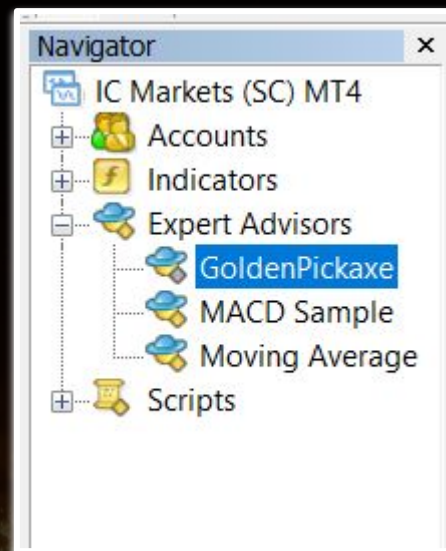 Navigator
IC Markets (SC) MT4
Accounts
Indicators
Expert Advisors
GoldenPickaxe
MACD Sample
Moving Average
Scripts